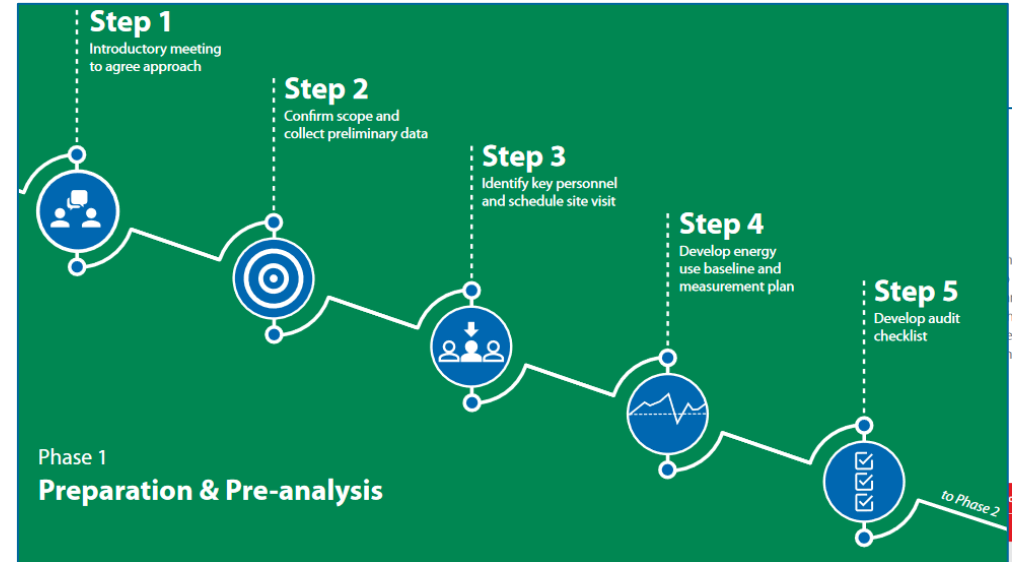 Step 1
Introductory meeting
to agree approach
Step 2
Confirm scope and
collect preliminary data
Step 3
Identify key personnel
and schedule site visit
Step 4
Develop energy
use baseline and
measurement plan
Step 5
Develop audit
checklist
Phase 1
Preparation & Pre-analysis
to Phase 2